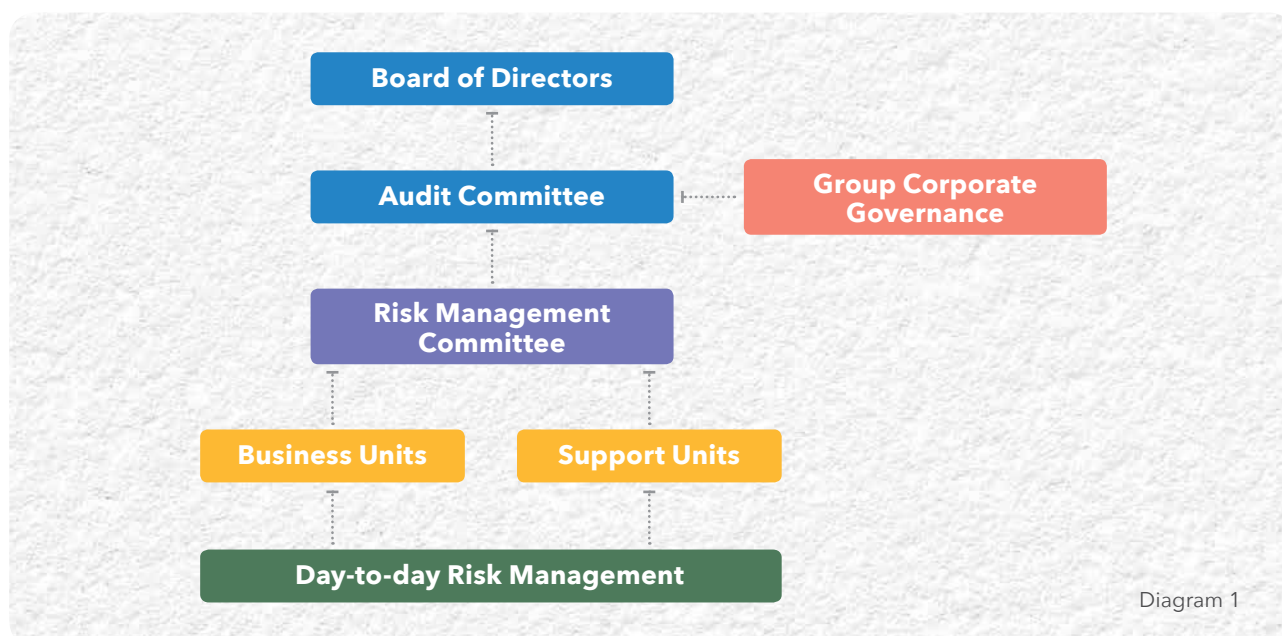 Board of Directors
Audit Committee
Group Corporate
Governance
Risk Management
Committee
Business Units
Support Units
Day-to-day Risk Management
Diagram 1